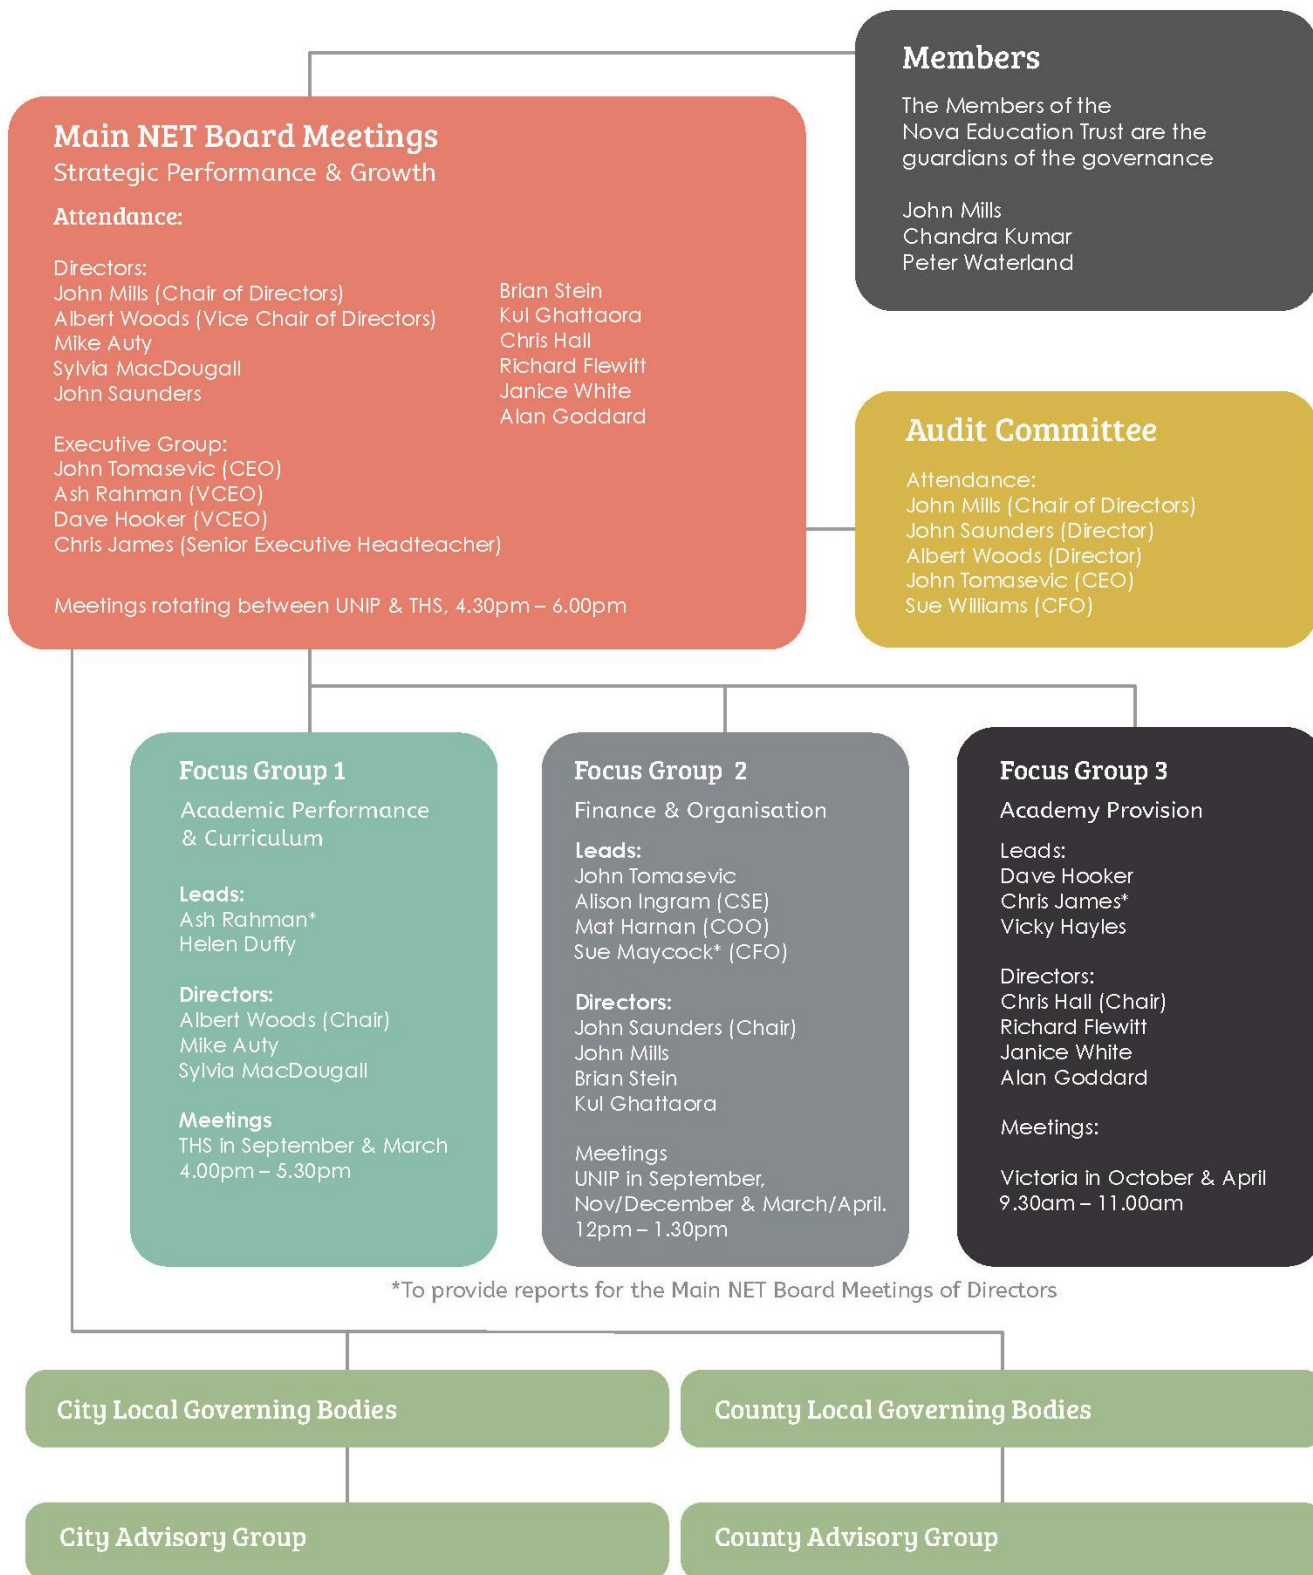 Members
The Members of the
Nova Education Trust are the
guardians of the governance
John Mills
Chandra Kumar
Peter Waterland
Main NET Board Meetings
Strategic Performance & Growth
Attendance:
Directors:
John Mills (Chair of Directors)
Albert Woods (Vice Chair of Directors)
Mike Auty
Sylvia MacDougall
John Saunders
Brian Stein
Kul Ghattaora
Chris Hall
Richard Flewitt
Janice White
Alan Goddard
Executive Group:
John Tomasevic (CEO)
Ash Rahman (VCEO)
Dave Hooker (VCEO)
Chris James (Senior Executive Headteacher)
Meetings rotating between UNIP & THS, 4.30pm – 6.00pm
Audit Committee
Attendance:
John Mills (Chair of Directors)
John Saunders (Director)
Albert Woods (Director)
John Tomasevic (CEO)
Sue Williams (CFO)
Focus Group 1
Academic Performance
& Curriculum
Leads:
Ash Rahman*
Helen Duffy
Directors:
Albert Woods (Chair)
Mike Auty
Sylvia MacDougall
Meetings
THS in September & March
4.00pm – 5.30pm
Focus Group 2
Finance & Organisation
Leads:
John Tomasevic
Alison Ingram (CSE)
Mat Harnan (COO)
Sue Maycock* (CFO)
Directors:
John Saunders (Chair)
John Mills
Brian Stein
Kul Ghattaora
Meetings
UNIP in September,
Nov/December & March/April.
12pm – 1.30pm
Focus Group 3
Academy Provision
Leads:
Dave Hooker
Chris James*
Vicky Hayles
Directors:
Chris Hall (Chair)
Richard Flewitt
Janice White
Alan Goddard
Meetings:
Victoria in October & April
9.30am – 11.00am
*To provide reports for the Main NET Board Meetings of Directors
City Local Governing Bodies
County Local Governing Bodies
City Advisory Group
County Advisory Group